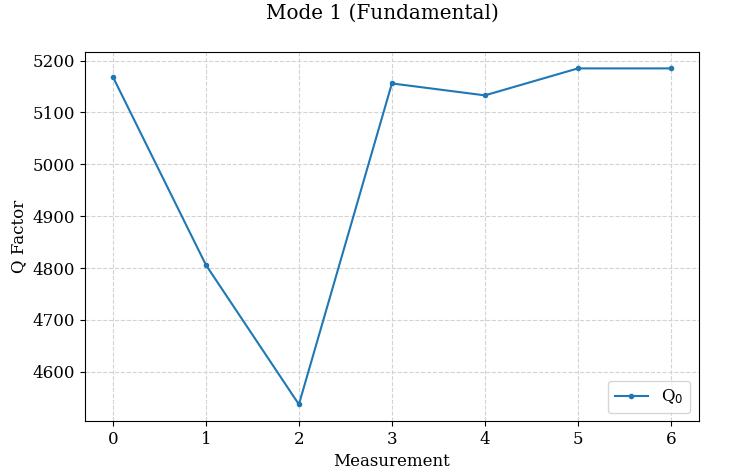 Mode 1 (Fundamental)
5200
5100
5000
4900
4800
4700
4600
Q Factor
Q₀
0 1 2 3 4 5 6
Measurement